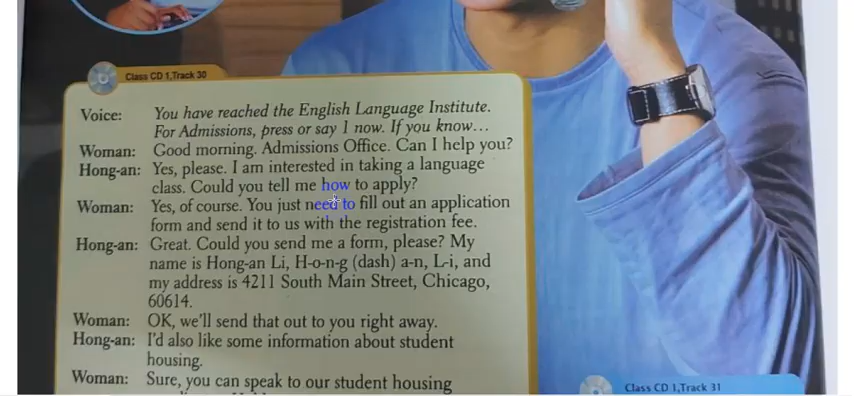 Class CD 1,Track 30
Voice: You have reached the English Language Institute.
For Admissions, press or say 1 now. If you know…
Woman: Good morning. Admissions Office. Can I help you?
Hong-an: Yes, please. I am interested in taking a language
class. Could you tell me how to apply?
Woman: Yes, of course. You just need to fill out an application
form and send it to us with the registration fee.
Hong-an: Great. Could you send me a form, please? My
name is Hong-an Li, H-o-n-g (dash) a-n, L-i, and
my address is 4211 South Main Street, Chicago,
60614.
Woman: OK, we'll send that out to you right away.
Hong-an: I'd also like some information about student
housing.
Woman: Sure, you can speak to our student housing
Class CD 1,Track 31